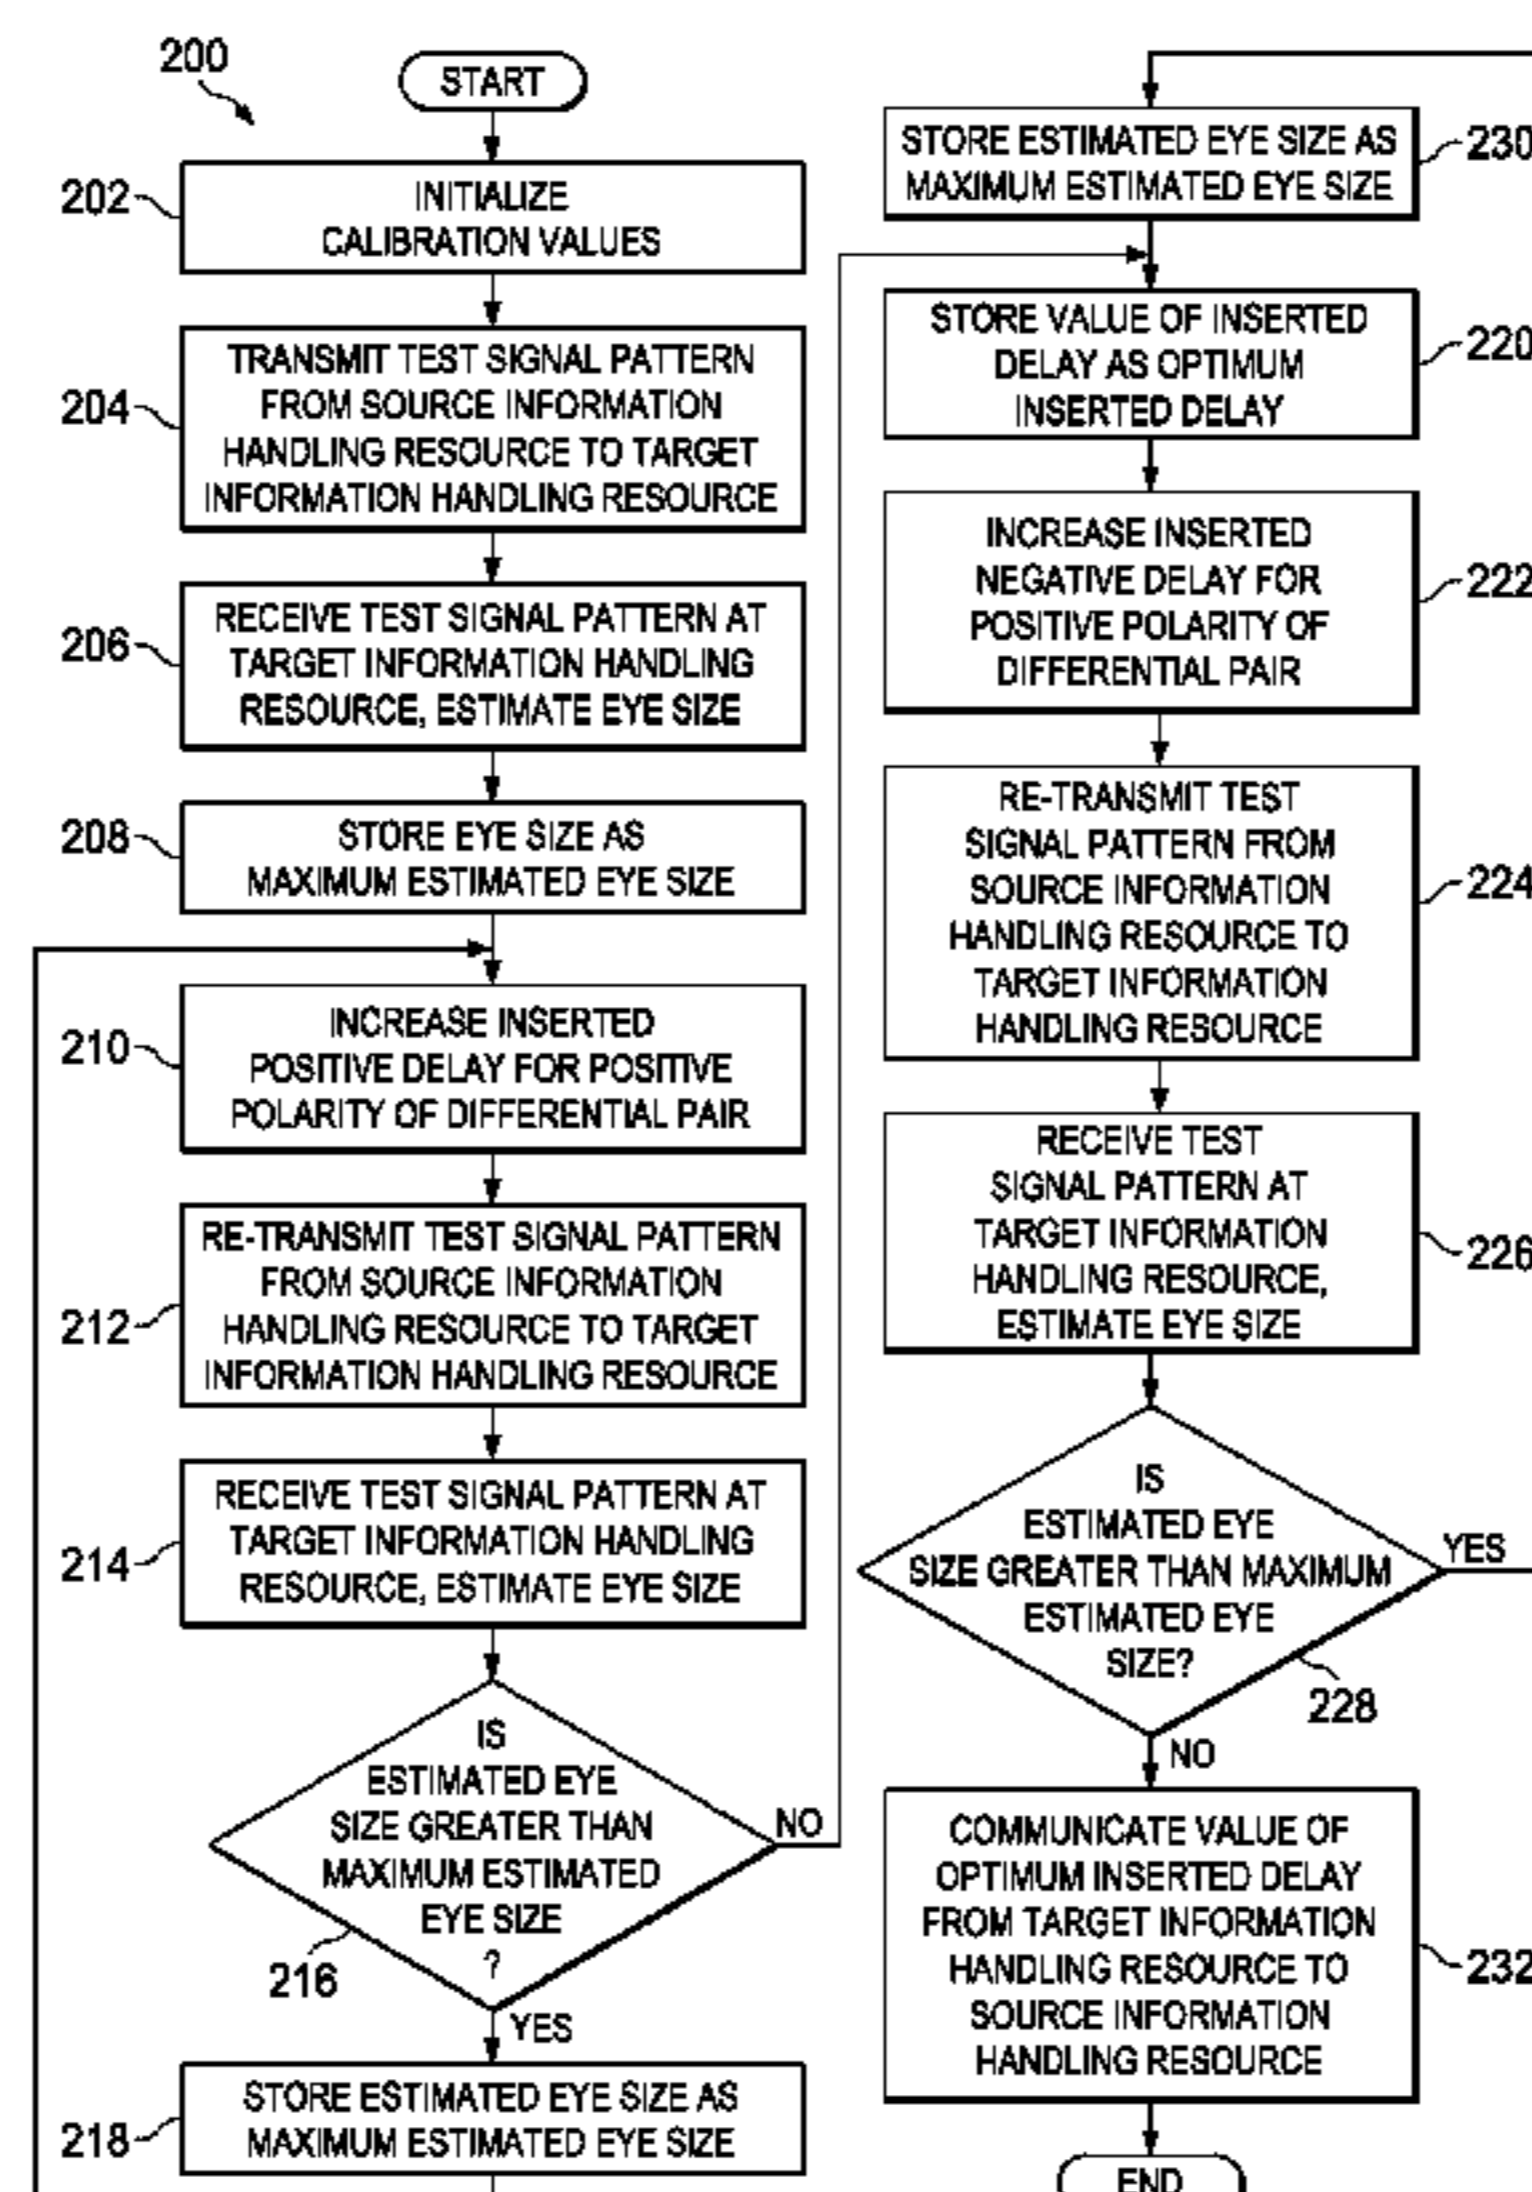 200
START
202
INITIALIZE
CALIBRATION VALUES
204
TRANSMIT TEST SIGNAL PATTERN
FROM SOURCE INFORMATION
HANDLING RESOURCE TO TARGET
INFORMATION HANDLING RESOURCE
206
RECEIVE TEST SIGNAL PATTERN AT
TARGET INFORMATION HANDLING
RESOURCE, ESTIMATE EYE SIZE
208
STORE EYE SIZE AS
MAXIMUM ESTIMATED EYE SIZE
210
INCREASE INSERTED
POSITIVE DELAY FOR POSITIVE
POLARITY OF DIFFERENTIAL PAIR
212
RE-TRANSMIT TEST SIGNAL PATTERN
FROM SOURCE INFORMATION
HANDLING RESOURCE TO TARGET
INFORMATION HANDLING RESOURCE
214
RECEIVE TEST SIGNAL PATTERN AT
TARGET INFORMATION HANDLING
RESOURCE, ESTIMATE EYE SIZE
IS
ESTIMATED EYE
SIZE GREATER THAN
MAXIMUM ESTIMATED
EYE SIZE
?
NO
216
YES
218
STORE ESTIMATED EYE SIZE AS
MAXIMUM ESTIMATED EYE SIZE
STORE ESTIMATED EYE SIZE AS
MAXIMUM ESTIMATED EYE SIZE
230
STORE VALUE OF INSERTED
DELAY AS OPTIMUM
INSERTED DELAY
220
INCREASE INSERTED
NEGATIVE DELAY FOR
POSITIVE POLARITY OF
DIFFERENTIAL PAIR
222
RE-TRANSMIT TEST
SIGNAL PATTERN FROM
SOURCE INFORMATION
HANDLING RESOURCE TO
TARGET INFORMATION
HANDLING RESOURCE
224
RECEIVE TEST
SIGNAL PATTERN AT
TARGET INFORMATION
HANDLING RESOURCE,
ESTIMATE EYE SIZE
226
IS
ESTIMATED EYE
SIZE GREATER THAN MAXIMUM
ESTIMATED EYE
SIZE?
YES
228
NO
COMMUNICATE VALUE OF
OPTIMUM INSERTED DELAY
FROM TARGET INFORMATION
HANDLING RESOURCE TO
SOURCE INFORMATION
HANDLING RESOURCE
232
END